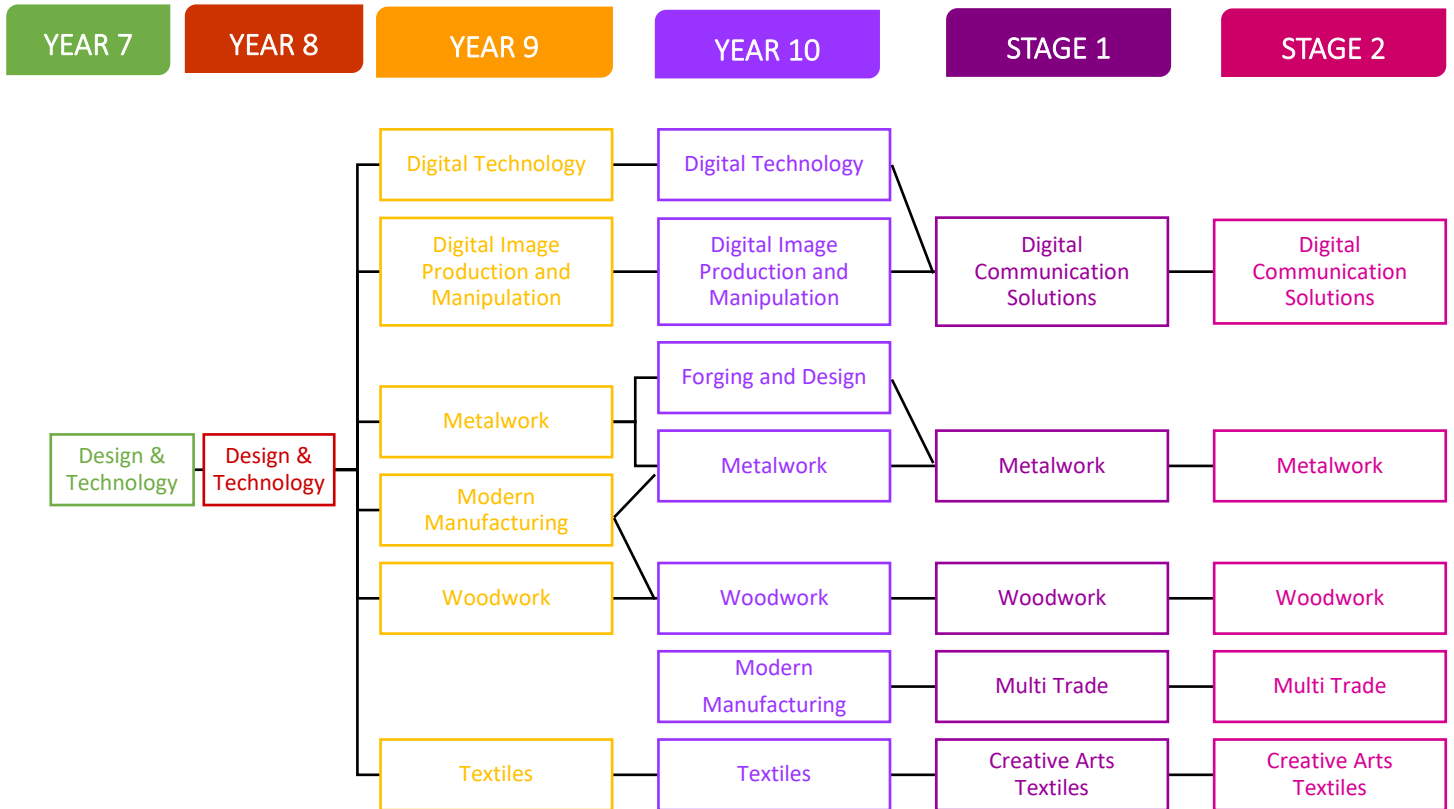 YEAR 7
YEAR 8
YEAR 9
YEAR 10
STAGE 1
STAGE 2
Digital Technology
Digital Technology
Digital Image
Production and
Manipulation
Digital Image
Production and
Manipulation
Digital
Communication
Solutions
Digital
Communication
Solutions
Forging and Design
Metalwork
Design &
Technology
Design &
Technology
Metalwork
Metalwork
Metalwork
Modern
Manufacturing
Woodwork
Woodwork
Woodwork
Woodwork
Modern
Manufacturing
Multi Trade
Multi Trade
Textiles
Textiles
Creative Arts
Textiles
Creative Arts
Textiles